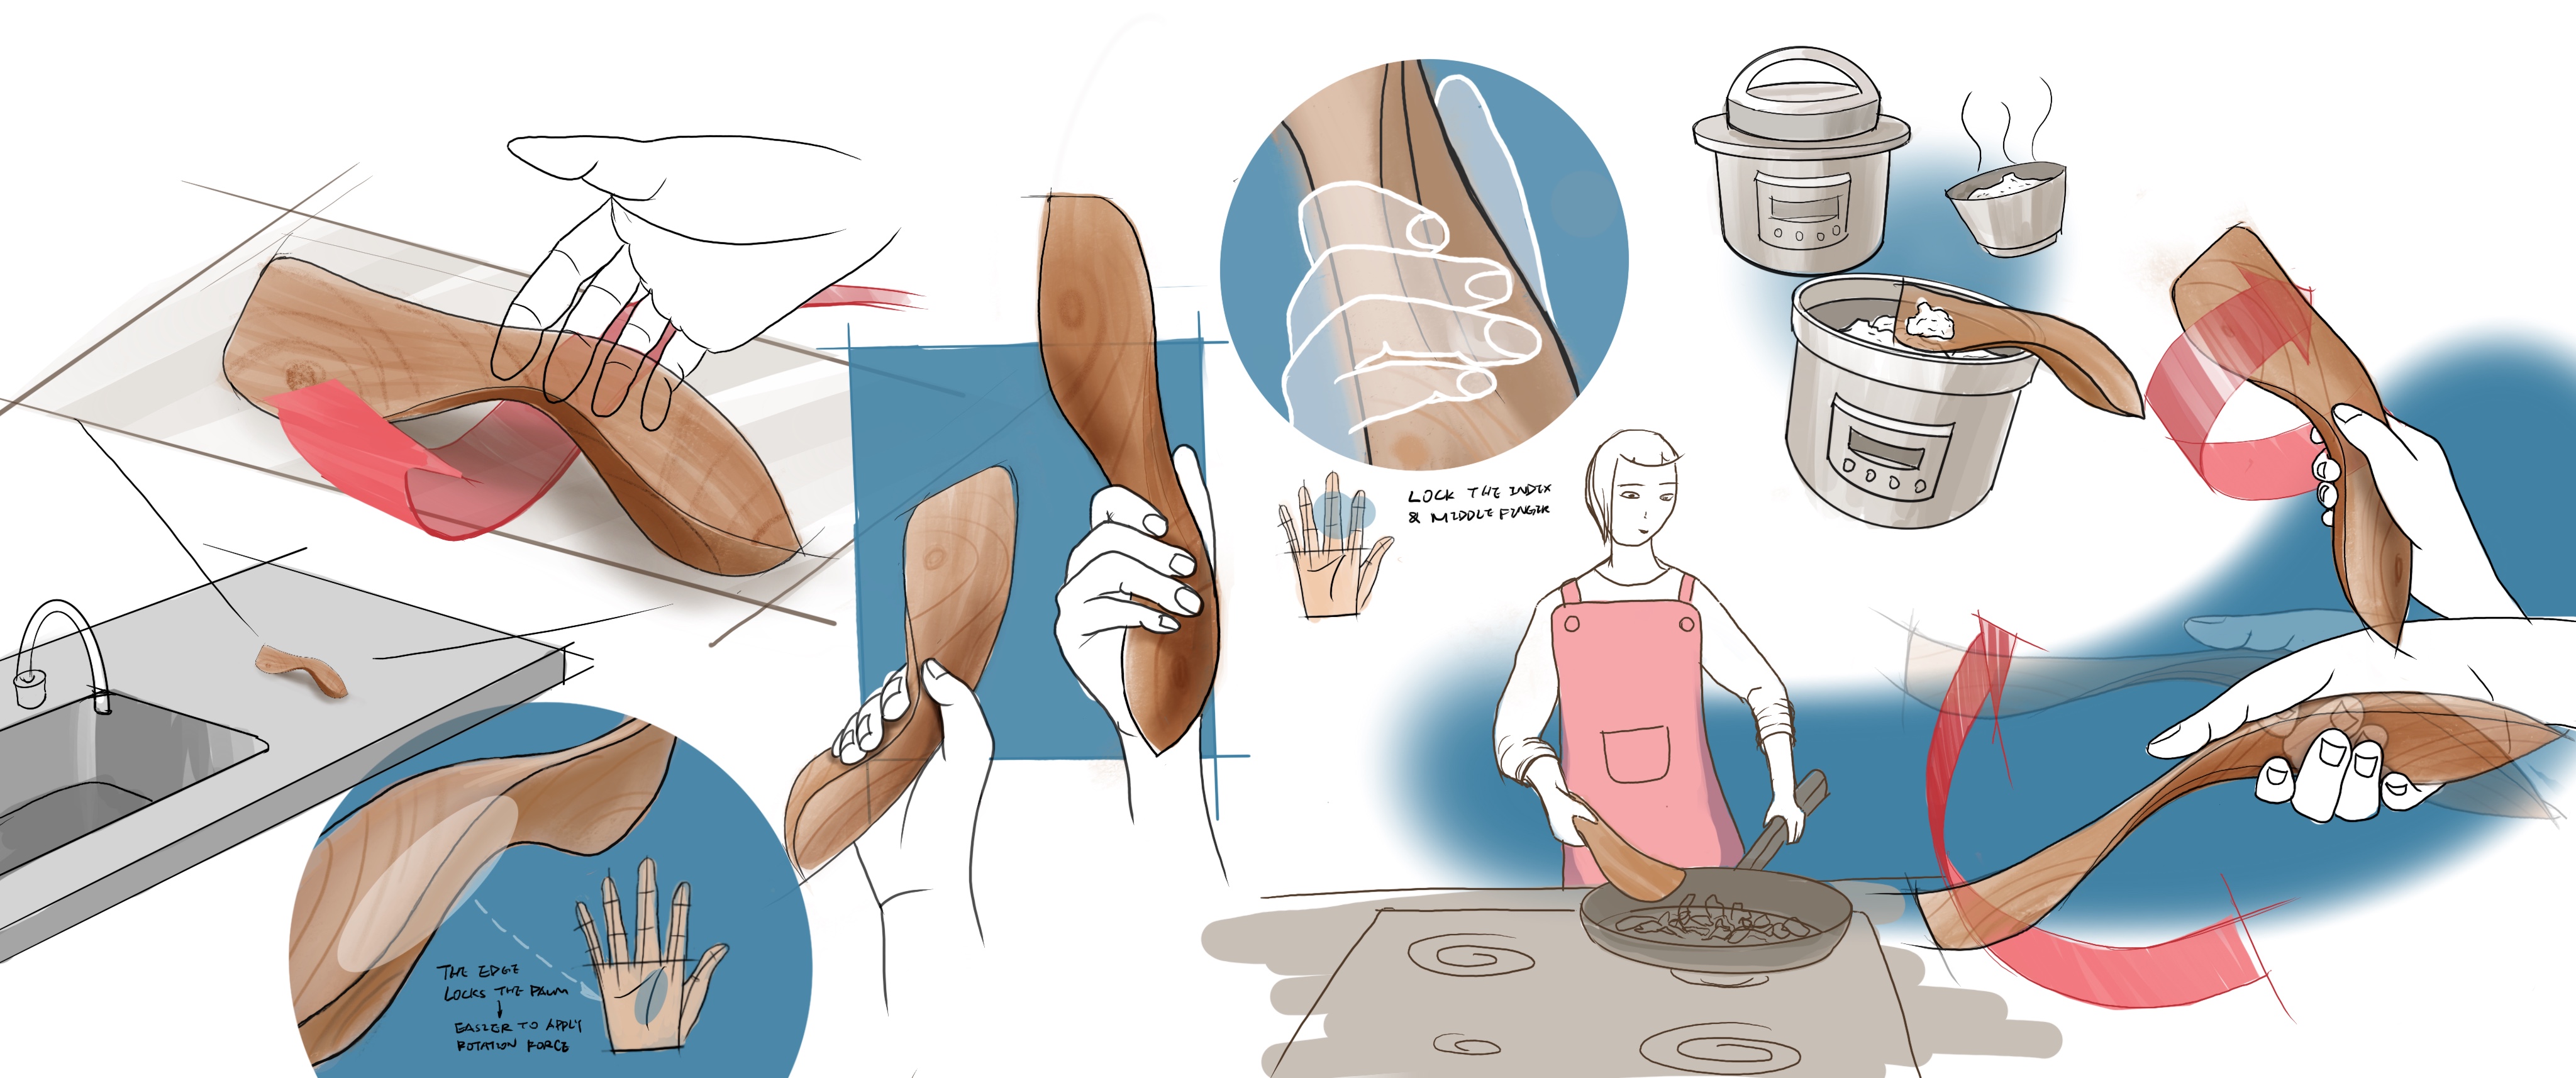 LOCK THE INDEX
& MIDDLE FINGER
THE EDGE
LOCKS THE PALM
↓
EASIER TO APPLY
ROTATION FORCE